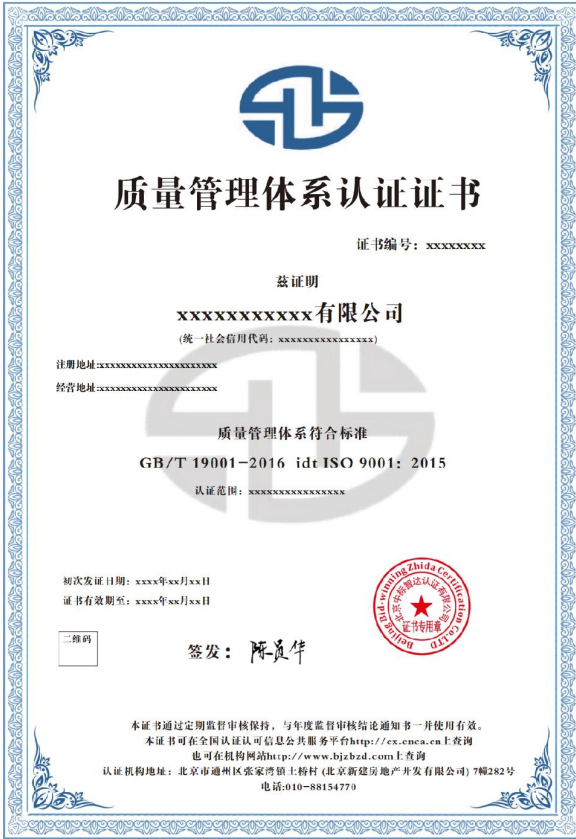 质量管理体系认证证书
证书编号：xxxxxxxx
兹证明
xxxxxxxxxxx有限公司
(统一社会信用代码：xxxxxxxxxxxxxxxx)
注册地址:xxxxxxxxxxxxxxxxxxxxxx
经营地址:xxxxxxxxxxxxxxxxxxxxxx
质量管理体系符合标准
GB/T 19001-2016 idt ISO 9001: 2015
认证范围：xxxxxxxxxxxxxxxx
初次发证日期：xxxx年xx月xx日
证书有效期至：xxxx年xx月xx日
Beijing Bid-winning Zhida Certification Co.LTD
北京中标智达认证有限公司
证书专用章
二维码
签发：陈员华
本证书通过定期监督审核保持，与年度监督审核结论通知书一并使用有效。
本证书可在全国认证认可信息公共服务平台http://cx.cnca.cn上查询
也可在机构网站http://www.bjzbzd.com上查询
认证机构地址：北京市通州区张家湾镇土桥村 (北京新建房地产开发有限公司) 7幢282号
电话:010-88154770